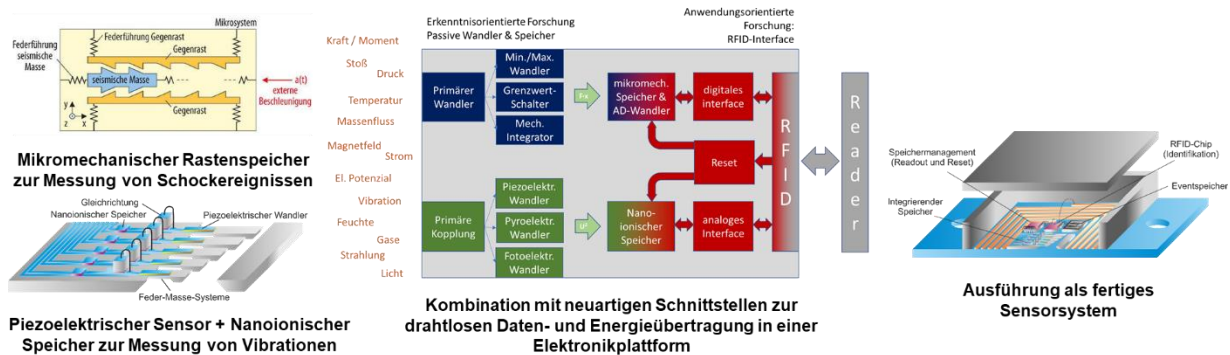 Mikrosystem
Federführung Gegenrast
Gegenrast
Federführung
seismische
Masse
seismische Masse
a(t)
externe
Beschleunigung
Gegenrast
y
z
x
Mikromechanischer Rastenspeicher
zur Messung von Schockereignissen
Gleichrichtung
Nanoionischer Speicher
Piezoelektrischer Wandler
Feder-Masse-Systeme
Piezoelektrischer Sensor + Nanoionischer
Speicher zur Messung von Vibrationen
Kraft / Moment
Stoß
Druck
Temperatur
Massenfluss
Magnetfeld
Strom
El. Potenzial
Vibration
Feuchte
Gase
Strahlung
Licht
Erkenntnisorientierte Forschung
Passive Wandler & Speicher
Anwendungsorientierte
Forschung:
RFID-Interface
Primärer
Wandler
Min./Max.
Wandler
Grenzwert-
Schalter
Mech.
Integrator
mikromech.
Speicher &
AD-Wandler
digitales
interface
Reset
Primäre
Kopplung
Piezoelektr.
Wandler
Pyroelektr.
Wandler
Fotoelektr.
Wandler
Nano-
ionischer
Speicher
analoges
Interface
RFID
Reader
Kombination mit neuartigen Schnittstellen zur
drahtlosen Daten- und Energieübertragung in einer
Elektronikplattform
Speichermanagement
(Readout und Reset)
RFID-Chip
(Identifikation)
Integrierender
Speicher
Eventspeicher
Ausführung als fertiges
Sensorsystem